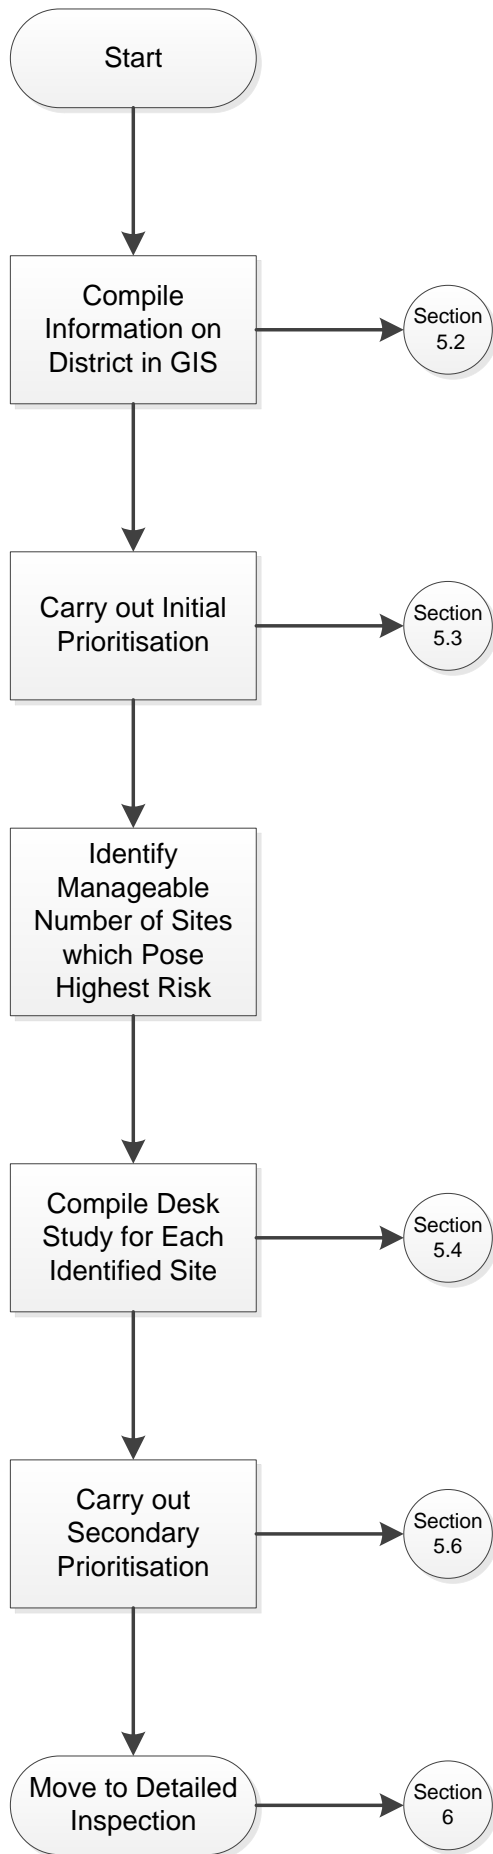 Start
Compile
Information on
District in GIS
Section
5.2
Carry out Initial
Prioritisation
Section
5.3
Identify
Manageable
Number of Sites
which Pose
Highest Risk
Compile Desk
Study for Each
Identified Site
Section
5.4
Carry out
Secondary
Prioritisation
Section
5.6
Move to Detailed
Inspection
Section
6